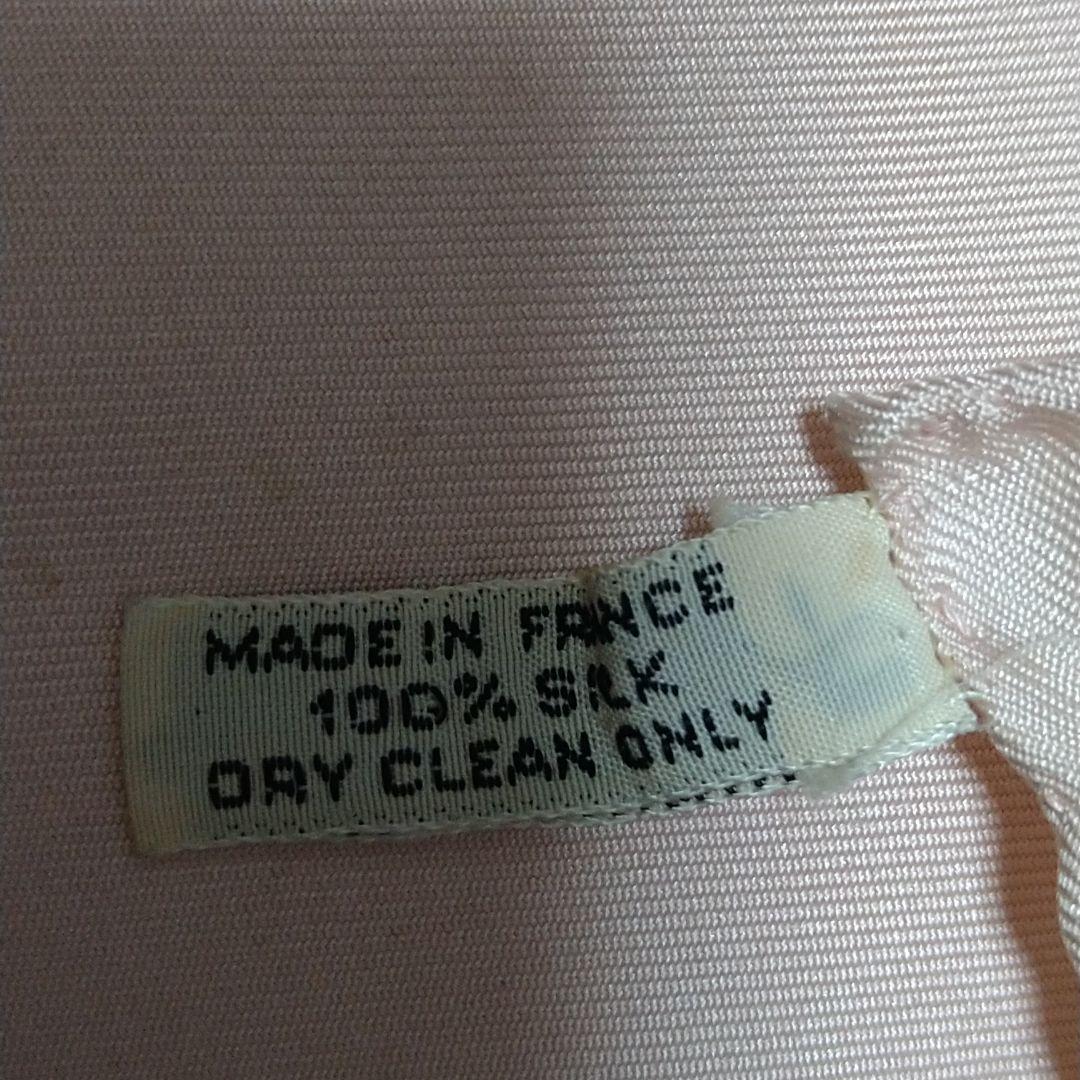 MADE IN FRANCE
100% SILK
DRY CLEAN ONLY